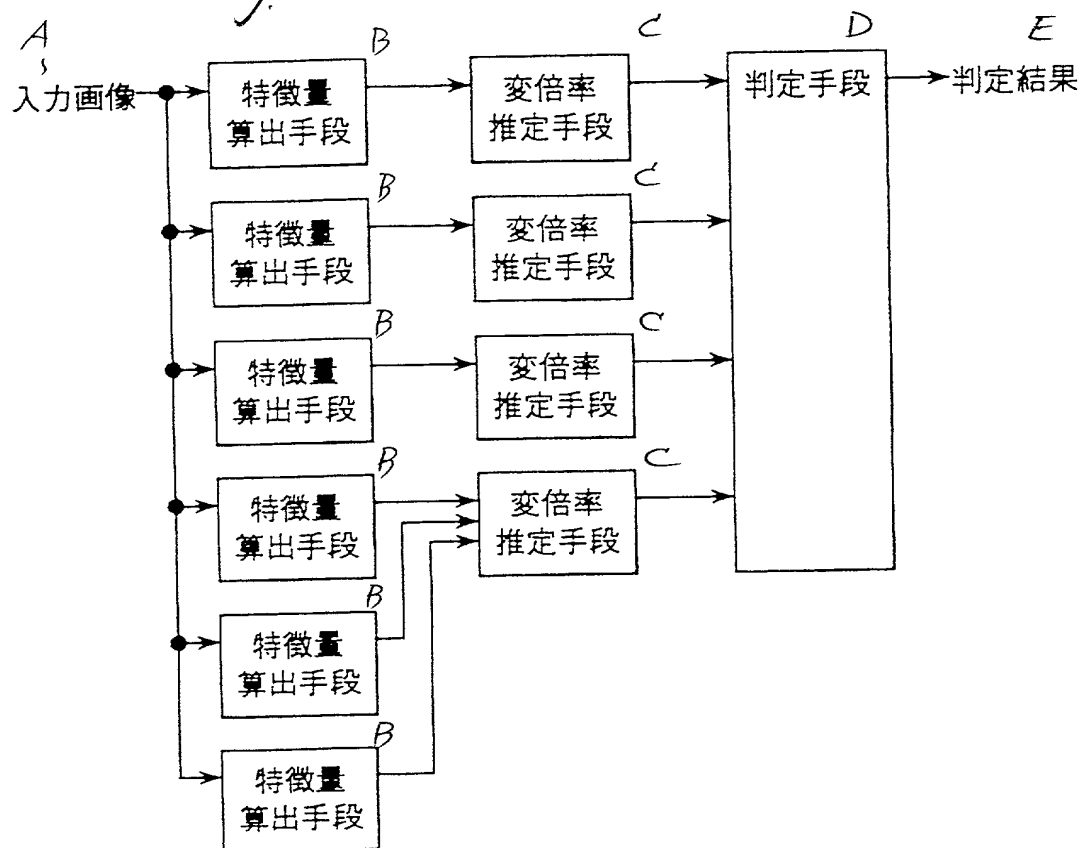 A
B
C
D
E
入力画像
特徴量
算出手段
変倍率
推定手段
判定手段
判定結果
B
C
特徴量
算出手段
変倍率
推定手段
B
C
特徴量
算出手段
変倍率
推定手段
B
C
特徴量
算出手段
変倍率
推定手段
B
特徴量
算出手段
B
特徴量
算出手段